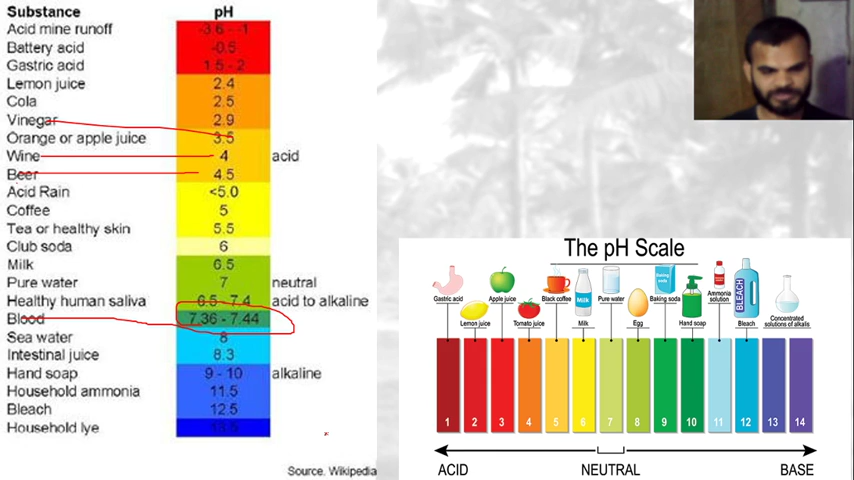 Substance pH
Acid mine runoff -3.6 - -1
Battery acid -0.5
Gastric acid 1.5 - 2
Lemon juice 2.4
Cola 2.5
Vinegar 2.9
Orange or apple juice 3.5
Wine 4 acid
Beer 4.5
Acid Rain <5.0
Coffee 5
Tea or healthy skin 5.5
Club soda 6
Milk 6.5
Pure water 7 neutral
Healthy human saliva 6.5 - 7.4 acid to alkaline
Blood 7.36 - 7.44
Sea water 8
Intestinal juice 8.3
Hand soap 9 - 10 alkaline
Household ammonia 11.5
Bleach 12.5
Household lye 13.5
Source. Wikipedia
The pH Scale
Gastric acid
Lemon juice
Apple juice
Tomato juice
Black coffee
Milk
Milk
Pure water
Egg
Baking soda
Baking soda
Hand soap
Ammonia solution
BLEACH
Bleach
Concentrated
solutions of alkalis
1 2 3 4 5 6 7 8 9 10 11 12 13 14
ACID NEUTRAL BASE